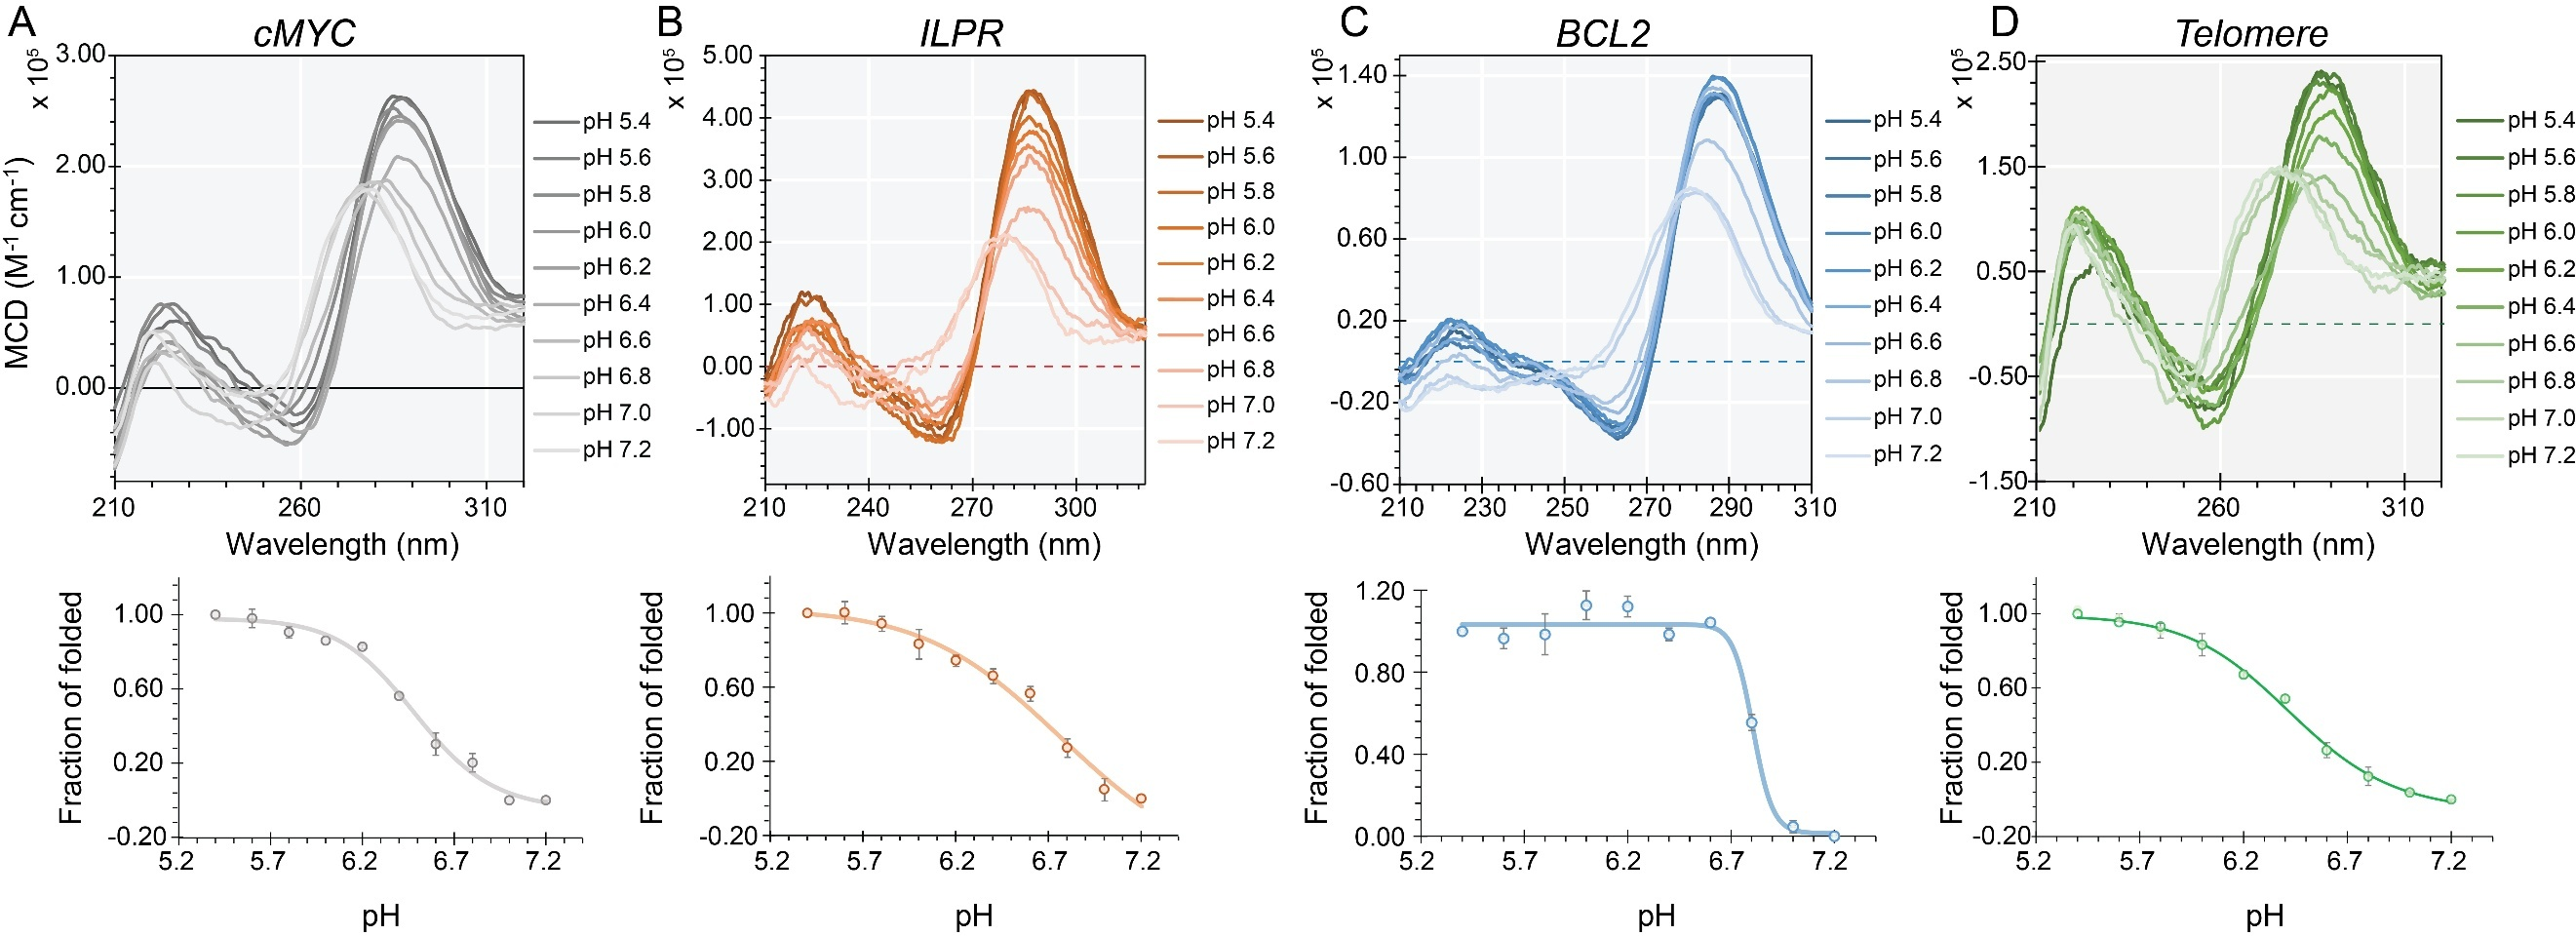 A
cMYC
x 10⁵
3.00
2.00
1.00
0.00
MCD (M⁻¹ cm⁻¹)
210
260
310
Wavelength (nm)
pH 5.4
pH 5.6
pH 5.8
pH 6.0
pH 6.2
pH 6.4
pH 6.6
pH 6.8
pH 7.0
pH 7.2
B
ILPR
x 10⁵
5.00
4.00
3.00
2.00
1.00
0.00
-1.00
210
240
270
300
Wavelength (nm)
pH 5.4
pH 5.6
pH 5.8
pH 6.0
pH 6.2
pH 6.4
pH 6.6
pH 6.8
pH 7.0
pH 7.2
C
BCL2
x 10⁵
1.40
1.00
0.60
0.20
-0.20
-0.60
210
230
250
270
290
310
Wavelength (nm)
pH 5.4
pH 5.6
pH 5.8
pH 6.0
pH 6.2
pH 6.4
pH 6.6
pH 6.8
pH 7.0
pH 7.2
D
Telomere
x 10⁵
2.50
1.50
0.50
-0.50
-1.50
210
260
310
Wavelength (nm)
pH 5.4
pH 5.6
pH 5.8
pH 6.0
pH 6.2
pH 6.4
pH 6.6
pH 6.8
pH 7.0
pH 7.2
Fraction of folded
1.00
0.60
0.20
-0.20
5.2
5.7
6.2
6.7
7.2
pH
Fraction of folded
1.00
0.60
0.20
-0.20
5.2
5.7
6.2
6.7
7.2
pH
Fraction of folded
1.20
0.80
0.40
0.00
5.2
5.7
6.2
6.7
7.2
pH
Fraction of folded
1.00
0.60
0.20
-0.20
5.2
5.7
6.2
6.7
7.2
pH